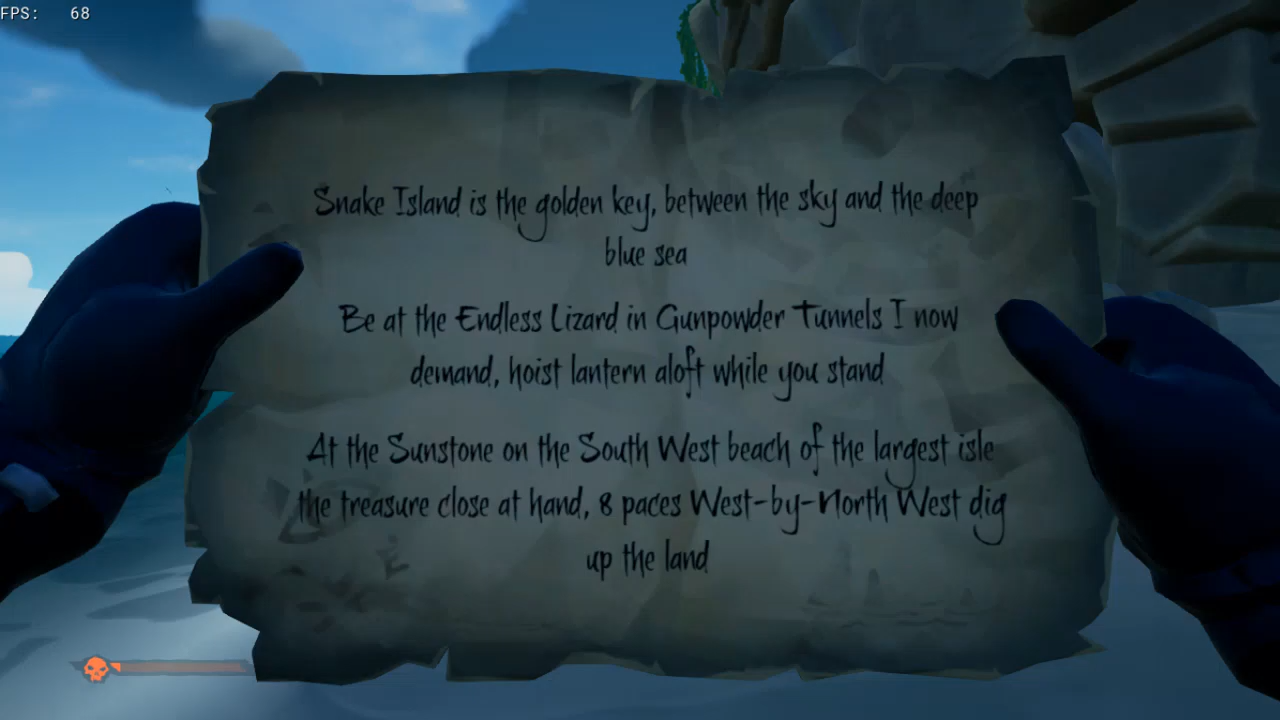 FPS: 68
Snake Island is the golden key, between the sky and the deep
blue sea
Be at the Endless Lizard in Gunpowder Tunnels I now
demand, hoist lantern aloft while you stand
At the Sunstone on the South West beach of the largest isle
the treasure close at hand, 8 paces West-by-North West dig
up the land